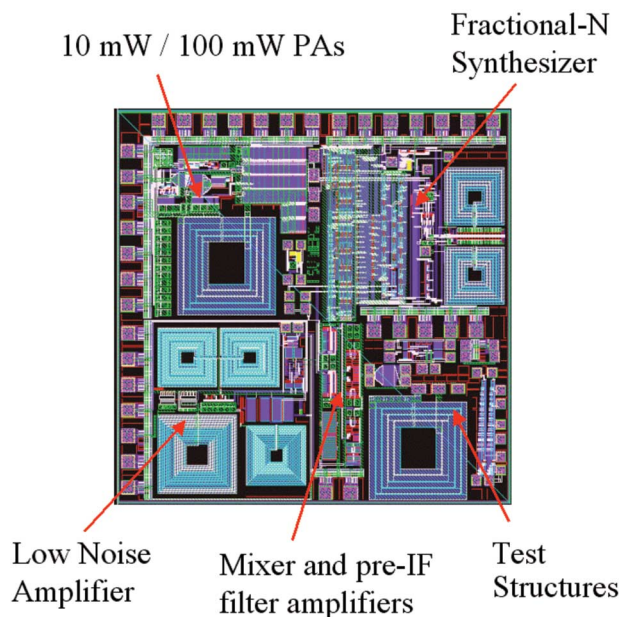 10 mW / 100 mW PAs
Fractional-N
Synthesizer
Low Noise
Amplifier
Mixer and pre-IF
filter amplifiers
Test
Structures